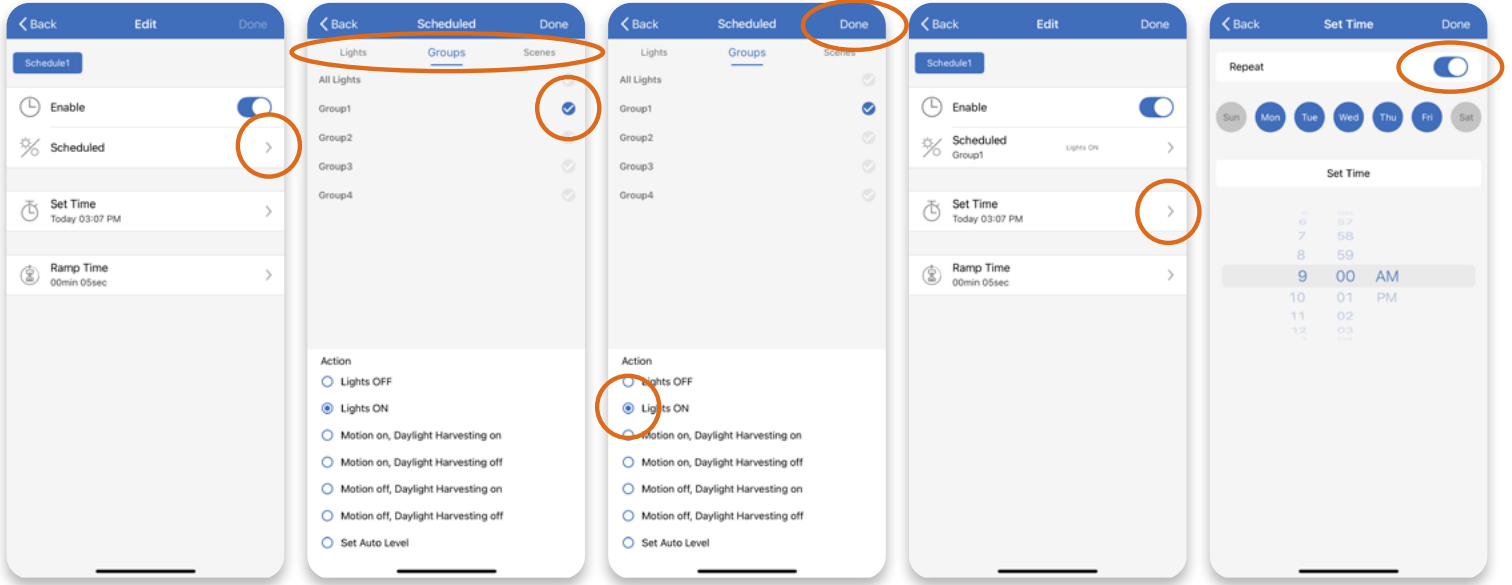 Back Edit Done
Schedule1
Enable
Scheduled
Set Time
Today 03:07 PM
Ramp Time
00min 05sec
Back Scheduled Done
Lights Groups Scenes
All Lights
Group1
Group2
Group3
Group4
Action
Lights OFF
Lights ON
Motion on, Daylight Harvesting on
Motion on, Daylight Harvesting off
Motion off, Daylight Harvesting on
Motion off, Daylight Harvesting off
Set Auto Level
Back Scheduled Done
Lights Groups Scenes
All Lights
Group1
Group2
Group3
Group4
Action
Lights OFF
Lights ON
Motion on, Daylight Harvesting on
Motion on, Daylight Harvesting off
Motion off, Daylight Harvesting on
Motion off, Daylight Harvesting off
Set Auto Level
Back Edit Done
Schedule1
Enable
Scheduled
Group1 Lights ON
Set Time
Today 03:07 PM
Ramp Time
00min 05sec
Back Set Time Done
Repeat
Sun Mon Tue Wed Thu Fri Sat
Set Time
6 57
7 58
8 59
9 00 AM
10 01 PM
11 02
12 03